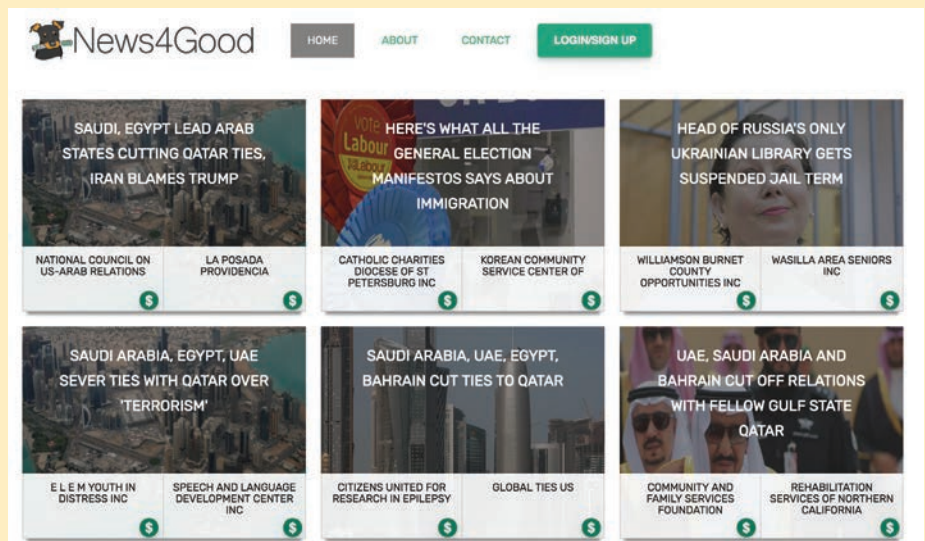 News4Good
HOME ABOUT CONTACT LOGIN/SIGN UP
SAUDI, EGYPT LEAD ARAB
STATES CUTTING QATAR TIES,
IRAN BLAMES TRUMP
NATIONAL COUNCIL ON
US-ARAB RELATIONS
$
LA POSADA
PROVIDENCIA
$
VOTE
Labour
Labour
HERE'S WHAT ALL THE
GENERAL ELECTION
MANIFESTOS SAYS ABOUT
IMMIGRATION
CATHOLIC CHARITIES
DIOCESE OF ST
PETERSBURG INC
$
KOREAN COMMUNITY
SERVICE CENTER OF
$
HEAD OF RUSSIA'S ONLY
UKRAINIAN LIBRARY GETS
SUSPENDED JAIL TERM
WILLIAMSON BURNET
COUNTY
OPPORTUNITIES INC
$
WASILLA AREA SENIORS
INC
$
SAUDI ARABIA, EGYPT, UAE
SEVER TIES WITH QATAR OVER
'TERRORISM'
E L E M YOUTH IN
DISTRESS INC
$
SPEECH AND LANGUAGE
DEVELOPMENT CENTER
INC
$
SAUDI ARABIA, UAE, EGYPT,
BAHRAIN CUT TIES TO QATAR
CITIZENS UNITED FOR
RESEARCH IN EPILEPSY
$
GLOBAL TIES US
$
UAE, SAUDI ARABIA AND
BAHRAIN CUT OFF RELATIONS
WITH FELLOW GULF STATE
QATAR
COMMUNITY AND
FAMILY SERVICES
FOUNDATION
$
REHABILITATION
SERVICES OF NORTHERN
CALIFORNIA
$